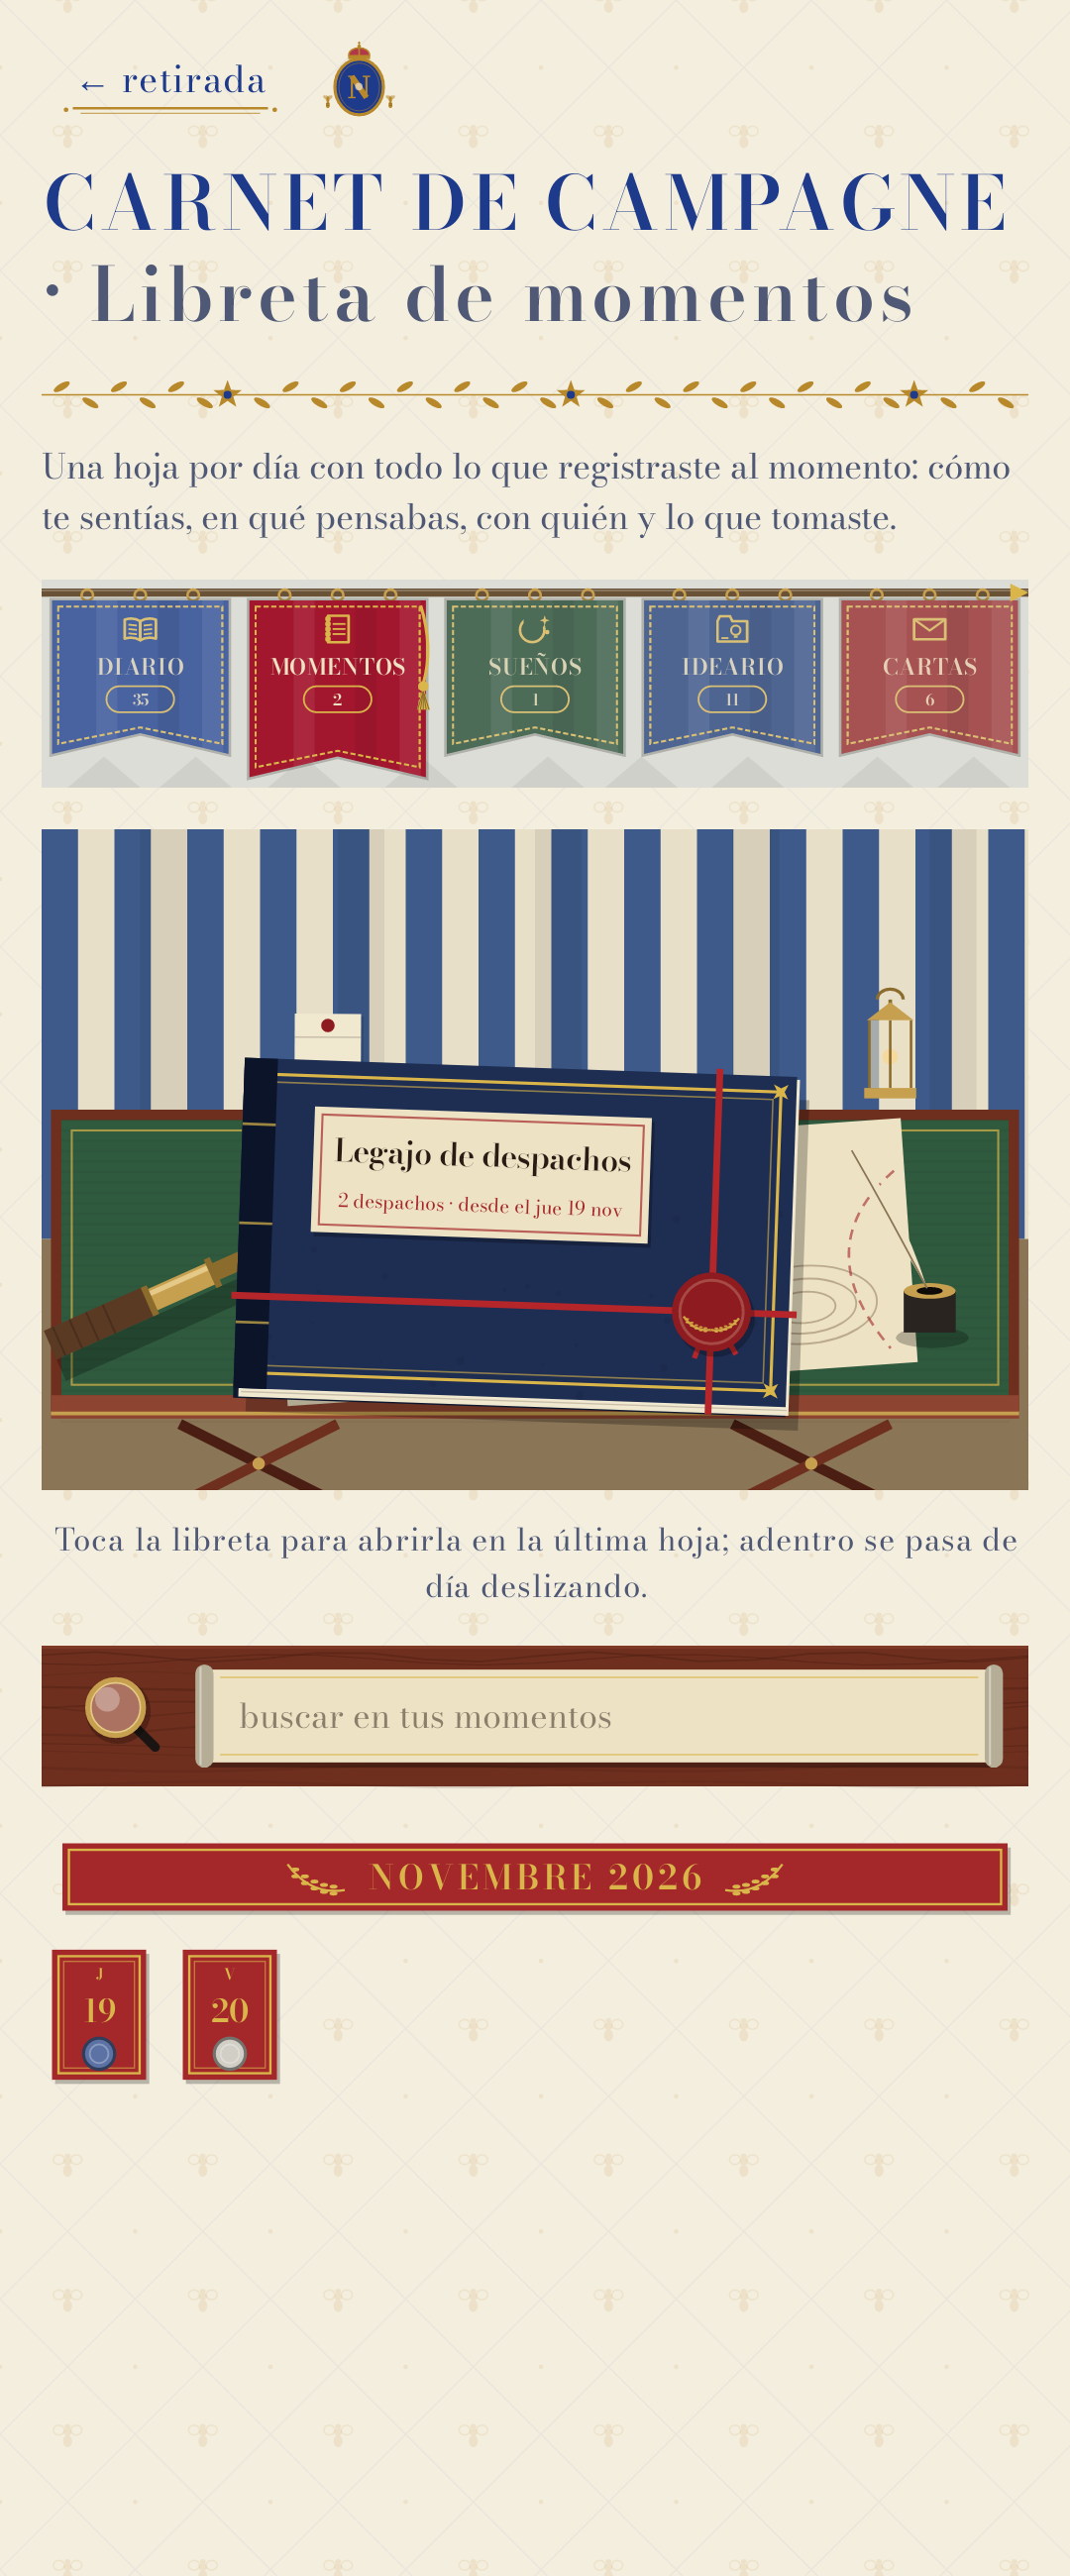 ← retirada
N
CARNET DE CAMPAGNE
· Libreta de momentos
Una hoja por día con todo lo que registraste al momento: cómo
te sentías, en qué pensabas, con quién y lo que tomaste.
DIARIO
35
MOMENTOS
2
SUEÑOS
1
IDEARIO
11
CARTAS
6
Legajo de despachos
2 despachos · desde el jue 19 nov
Toca la libreta para abrirla en la última hoja; adentro se pasa de
día deslizando.
buscar en tus momentos
NOVEMBRE 2026
J
19
V
20